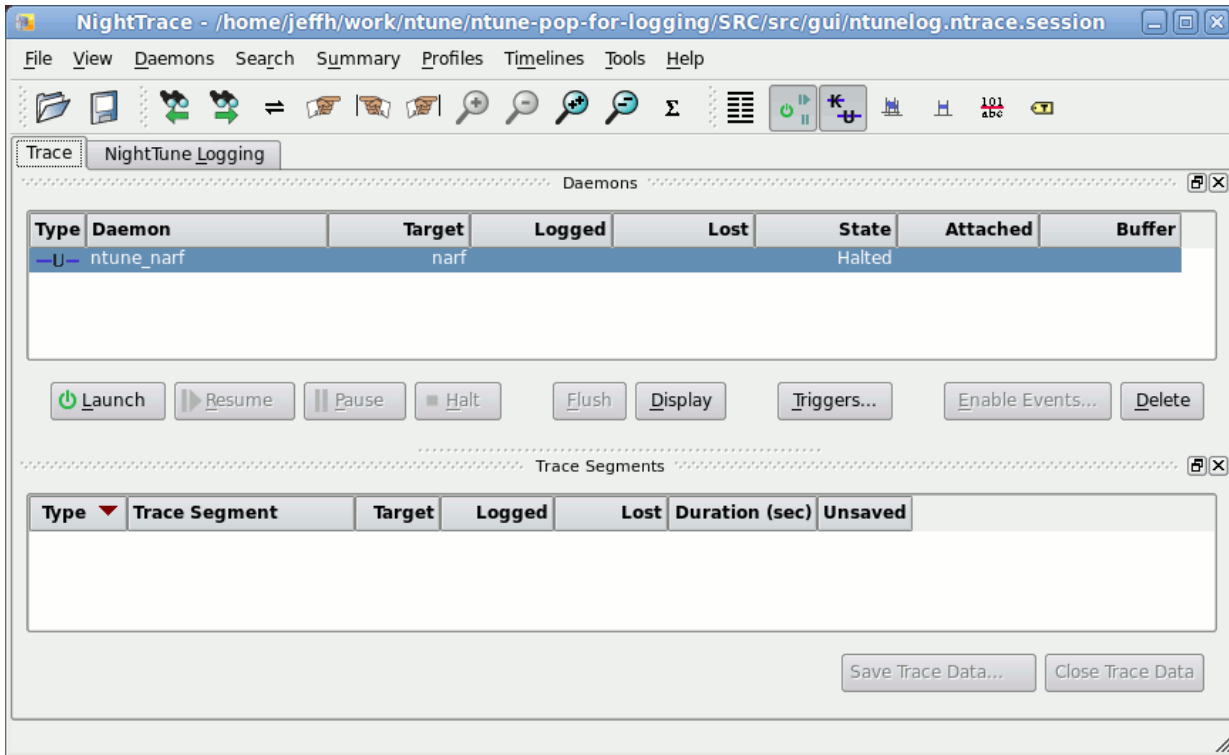 NightTrace - /home/jeffh/work/ntune/ntune-pop-for-logging/SRC/src/gui/ntunelog.ntrace.session
File View Daemons Search Summary Profiles Timelines Tools Help
Σ K U 101 abc T
Trace NightTune Logging
Daemons
Type Daemon Target Logged Lost State Attached Buffer
U ntune_narf narf Halted
Launch Resume Pause Halt Flush Display Triggers... Enable Events... Delete
Trace Segments
Type Trace Segment Target Logged Lost Duration (sec) Unsaved
Save Trace Data... Close Trace Data